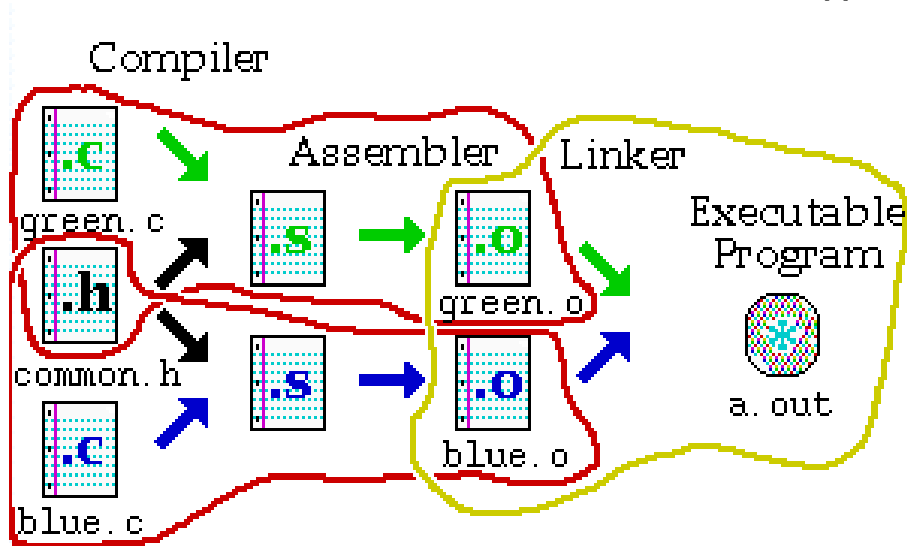 Compiler
.c
Assembler
Linker
green.c
.s
.o
Executable
Program
.h
green.o
common.h
.s
.o
a.out
.c
blue.o
blue.c